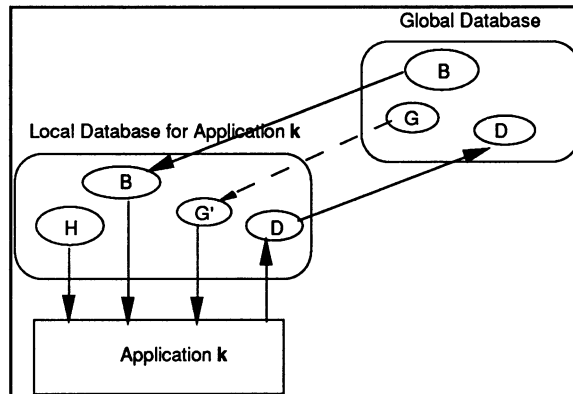 Global Database
B
G
D
Local Database for Application k
B
H
G'
D
Application k